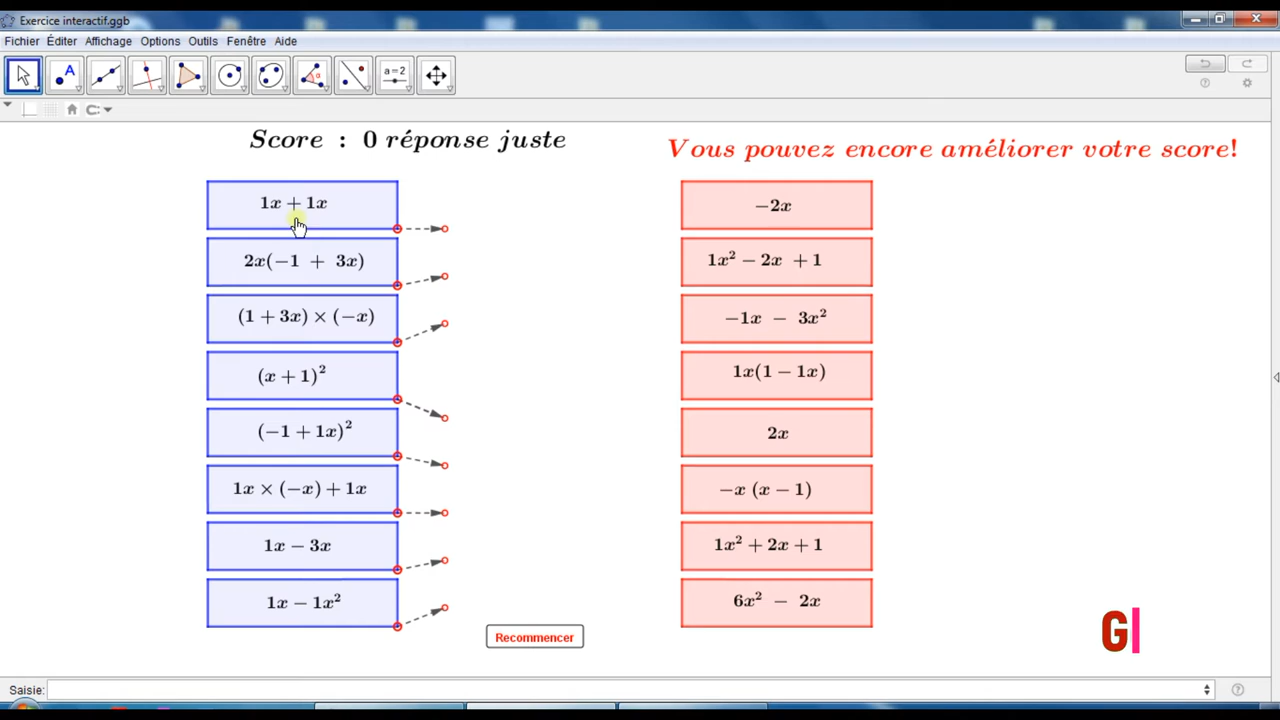 Exercice interactif.ggb
Fichier Éditer Affichage Options Outils Fenêtre Aide
A
α
a=2
Score : 0 réponse juste
Vous pouvez encore améliorer votre score!
1x + 1x
2x(−1 + 3x)
(1 + 3x) × (−x)
(x + 1)²
(−1 + 1x)²
1x × (−x) + 1x
1x − 3x
1x − 1x²
−2x
1x² − 2x + 1
−1x − 3x²
1x(1 − 1x)
2x
−x (x − 1)
1x² + 2x + 1
6x² − 2x
Recommencer
G
Saisie: